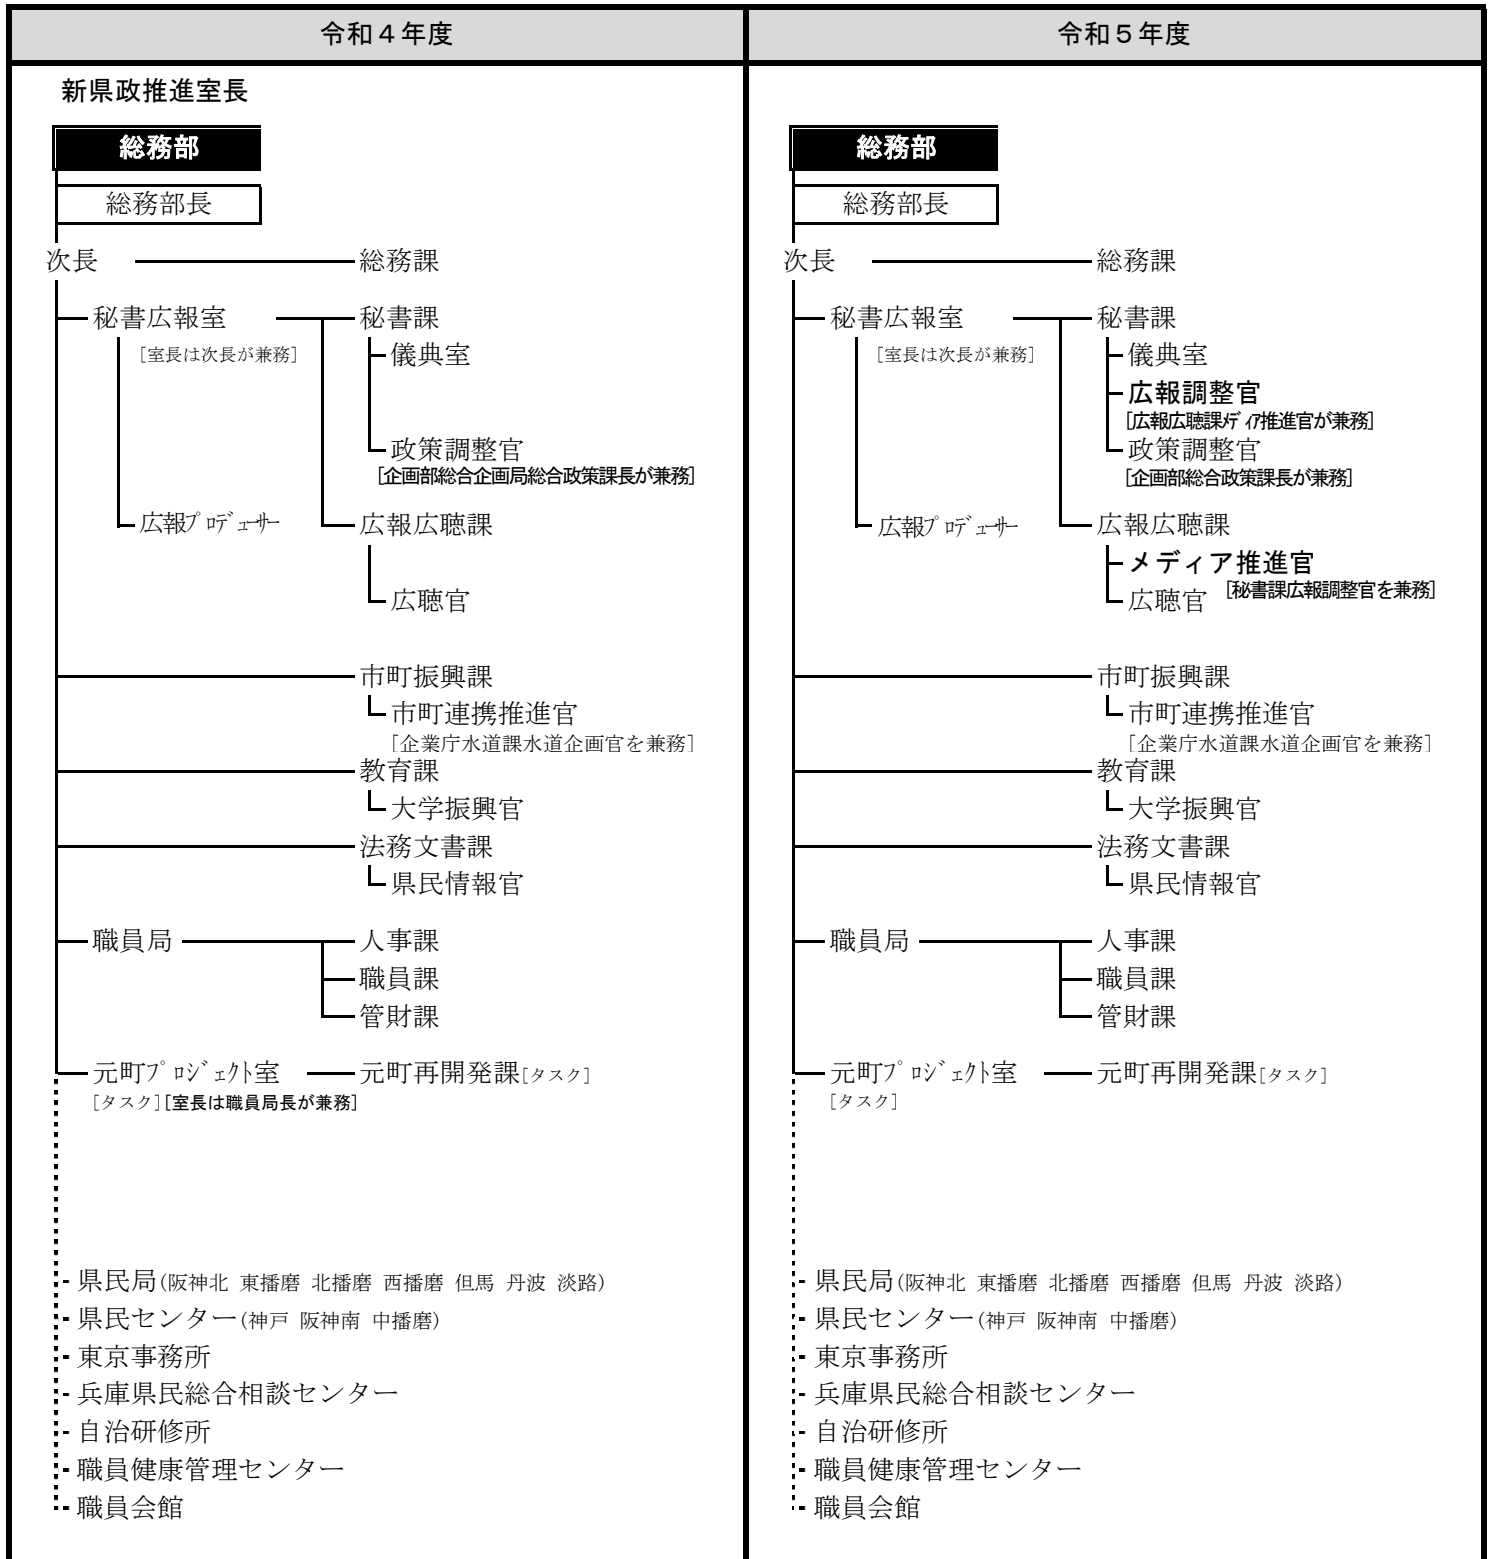 令和４年度
新県政推進室長
総務部
総務部長
次長 総務課
秘書広報室 秘書課
[室長は次長が兼務] 儀典室
政策調整官
[企画部総合企画局総合政策課長が兼務]
広報ﾌﾟﾛﾃﾞｭｰｻｰ 広報広聴課
広聴官
市町振興課
市町連携推進官
[企業庁水道課水道企画官を兼務]
教育課
大学振興官
法務文書課
県民情報官
職員局 人事課
職員課
管財課
元町ﾌﾟﾛｼﾞｪｸﾄ室 元町再開発課[タスク]
[タスク][室長は職員局長が兼務]
県民局(阪神北 東播磨 北播磨 西播磨 但馬 丹波 淡路)
県民センター(神戸 阪神南 中播磨)
東京事務所
兵庫県民総合相談センター
自治研修所
職員健康管理センター
職員会館
令和５年度
総務部
総務部長
次長 総務課
秘書広報室 秘書課
[室長は次長が兼務] 儀典室
広報調整官
[広報広聴課ﾒﾃﾞｨｱ推進官が兼務]
政策調整官
[企画部総合政策課長が兼務]
広報ﾌﾟﾛﾃﾞｭｰｻｰ 広報広聴課
メディア推進官
[秘書課広報調整官を兼務]
広聴官
市町振興課
市町連携推進官
[企業庁水道課水道企画官を兼務]
教育課
大学振興官
法務文書課
県民情報官
職員局 人事課
職員課
管財課
元町ﾌﾟﾛｼﾞｪｸﾄ室 元町再開発課[タスク]
[タスク]
県民局(阪神北 東播磨 北播磨 西播磨 但馬 丹波 淡路)
県民センター(神戸 阪神南 中播磨)
東京事務所
兵庫県民総合相談センター
自治研修所
職員健康管理センター
職員会館